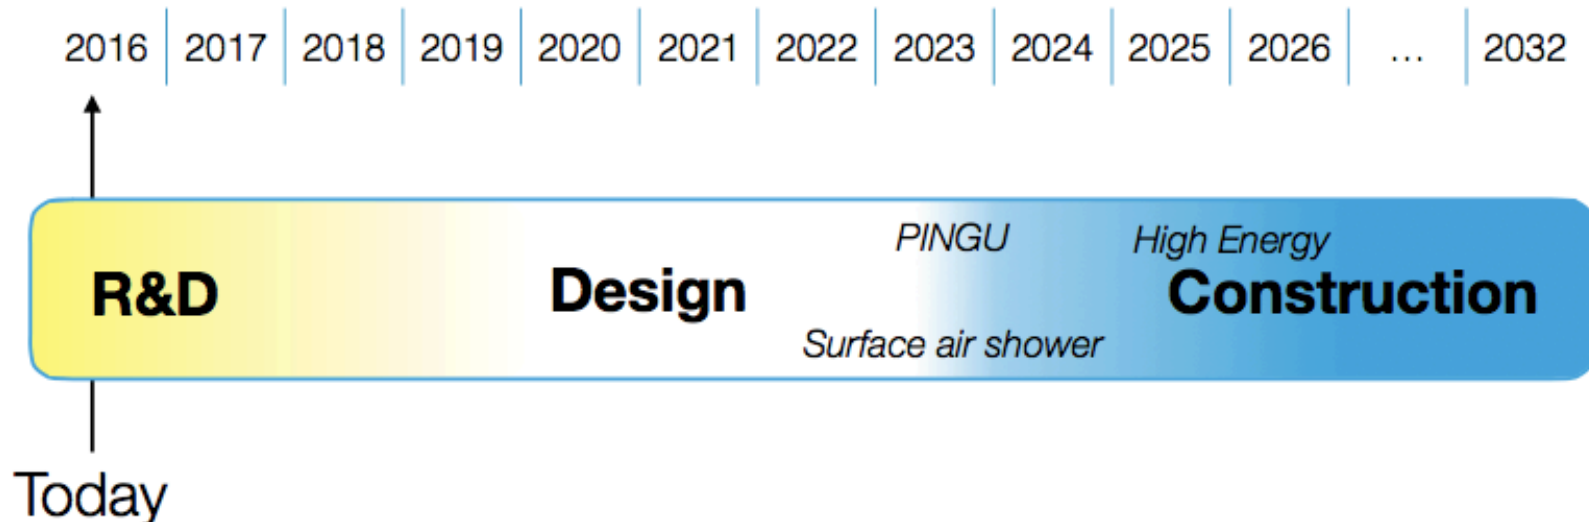 2016 2017 2018 2019 2020 2021 2022 2023 2024 2025 2026 ... 2032
PINGU High Energy
R&D Design Construction
Surface air shower
Today